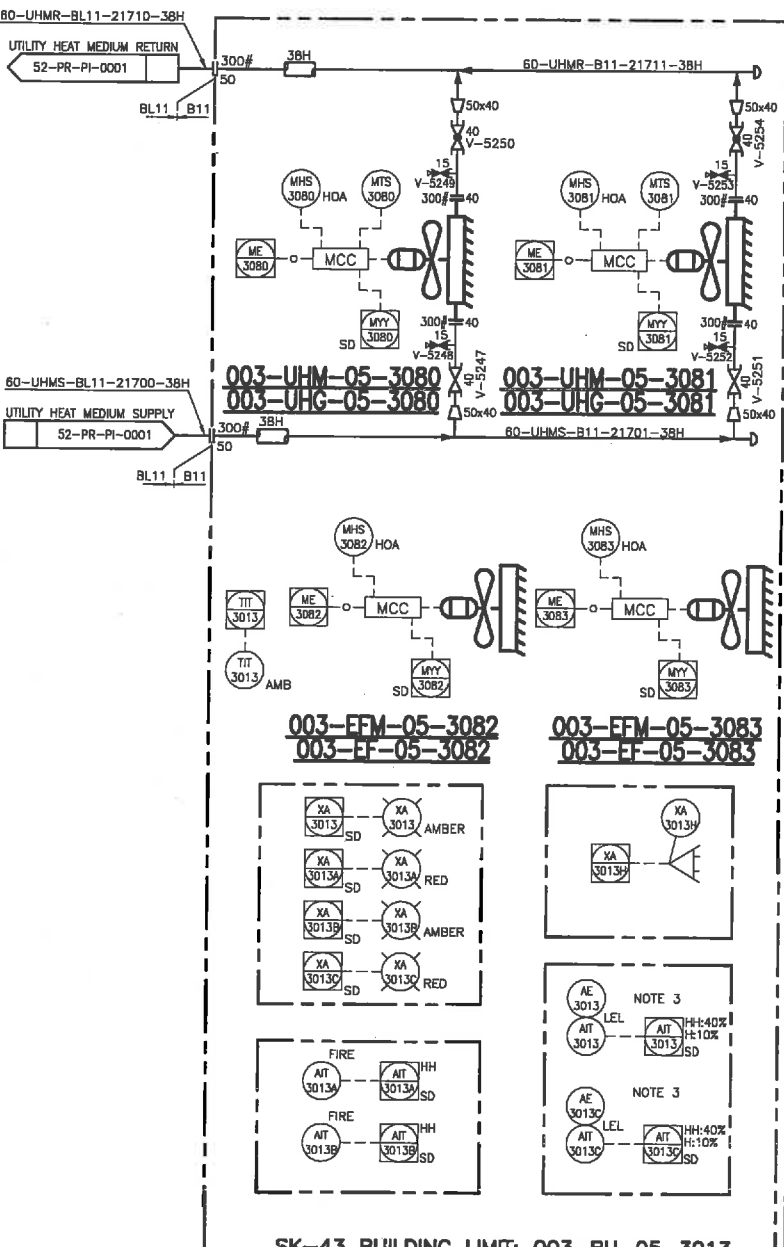 60-UHMR-BL11-21710-38H
UTILITY HEAT MEDIUM RETURN
52-PR-PI-0001
300#
50
BL11 B11
38H
60-UHMR-B11-21711-38H
50x40
40
V-5250
15
V-5249
300# 40
MHS
3080
HOA
MTS
3080
ME
3080
MCC
MYY
3080
SD
300# 40
15
V-5248
40
V-5247
50x40
003-UHM-05-3080
003-UHG-05-3080
50x40
40
V-5254
15
V-5253
300# 40
MHS
3081
HOA
MTS
3081
ME
3081
MCC
MYY
3081
SD
300# 40
15
V-5252
40
V-5251
50x40
003-UHM-05-3081
003-UHG-05-3081
60-UHMS-BL11-21700-38H
UTILITY HEAT MEDIUM SUPPLY
52-PR-PI-0001
300#
50
BL11 B11
38H
60-UHMS-B11-21701-38H
TIT
3013
TIT
3013
AMB
MHS
3082
HOA
ME
3082
MCC
MYY
3082
SD
003-EFM-05-3082
003-EF-05-3082
MHS
3083
HOA
ME
3083
MCC
MYY
3083
SD
003-EFM-05-3083
003-EF-05-3083
XA
3013
SD
XA
3013
AMBER
XA
3013A
SD
XA
3013A
RED
XA
3013B
SD
XA
3013B
AMBER
XA
3013C
SD
XA
3013C
RED
XA
3013H
XA
3013H
FIRE
AIT
3013A
AIT
3013A
HH
SD
FIRE
AIT
3013B
AIT
3013B
HH
SD
AE
3013
NOTE 3
LEL
AIT
3013
AIT
3013
HH:40%
H:10%
SD
AE
3013C
NOTE 3
LEL
AIT
3013C
AIT
3013C
HH:40%
H:10%
SD
SK-43 BUILDING LIMIT: 003-BU-05-3013